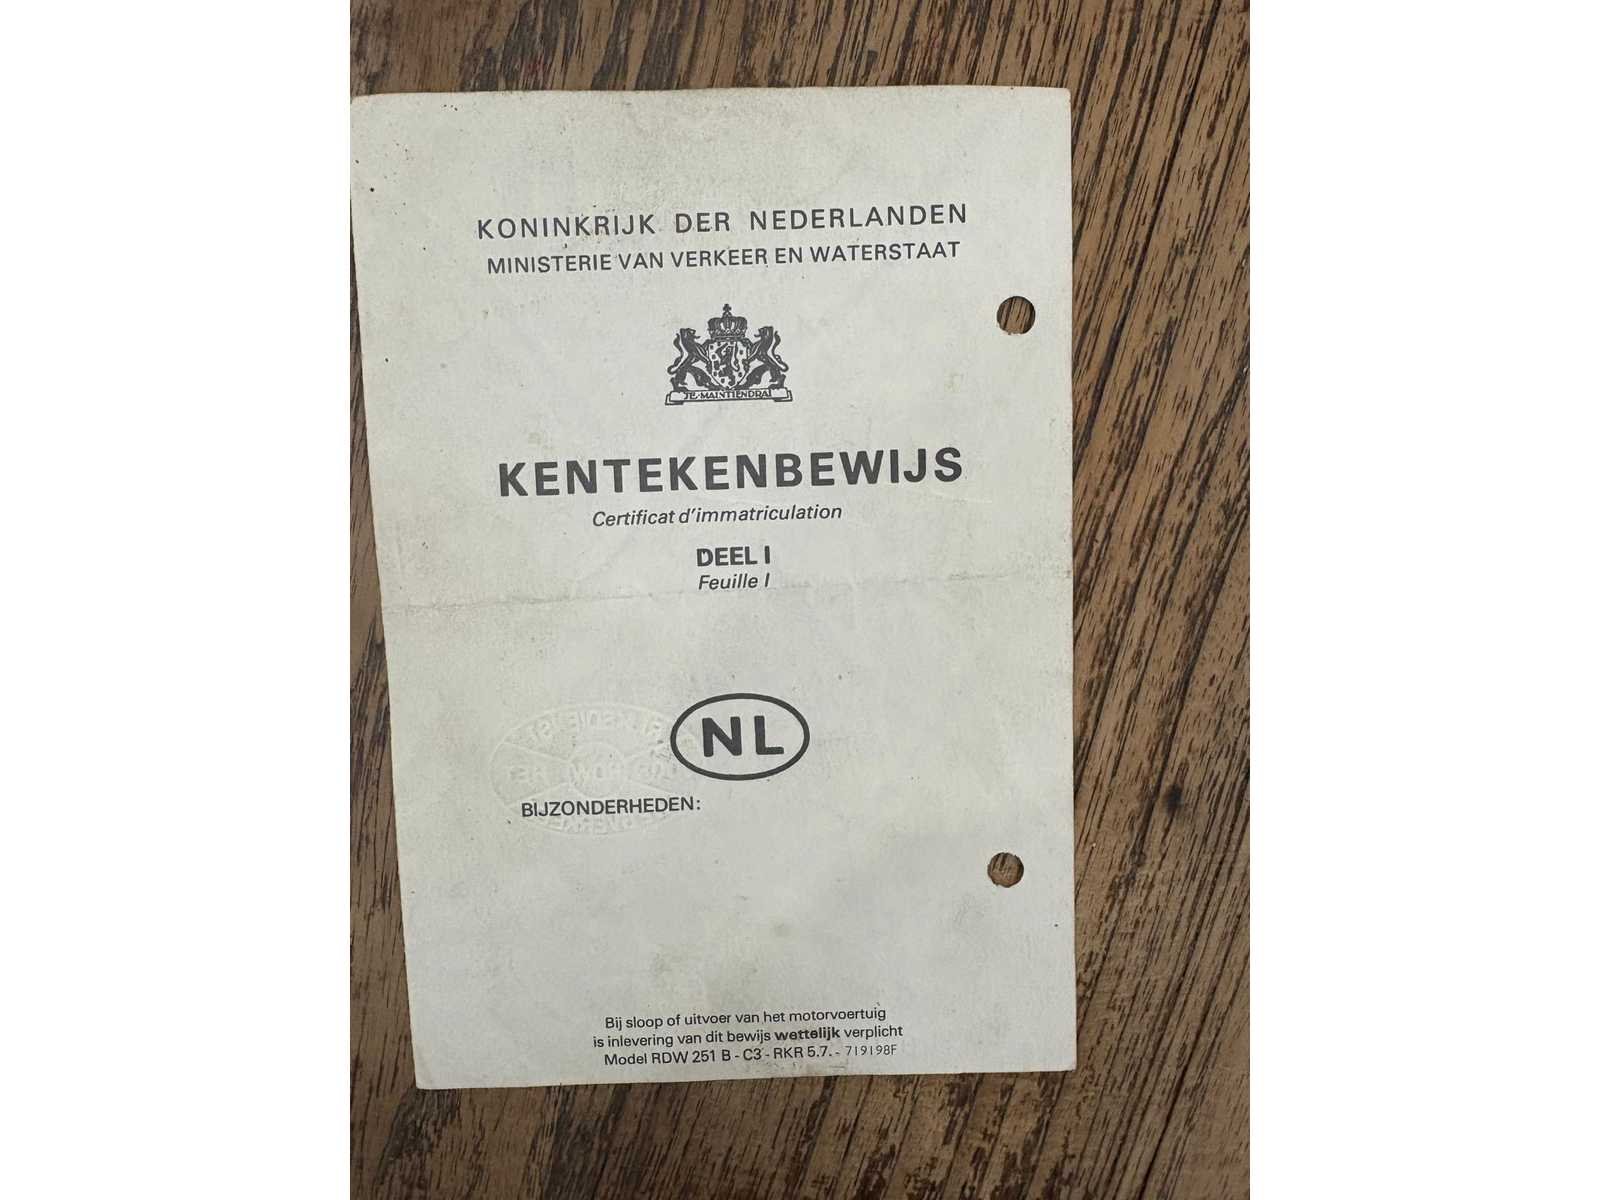 KONINKRIJK DER NEDERLANDEN
MINISTERIE VAN VERKEER EN WATERSTAAT
JE MAINTIENDRAI
KENTEKENBEWIJS
Certificat d'immatriculation
DEEL I
Feuille I
NL
BIJZONDERHEDEN:
Bij sloop of uitvoer van het motorvoertuig
is inlevering van dit bewijs wettelijk verplicht
Model RDW 251 B - C3 - RKR 5.7. - 719198F